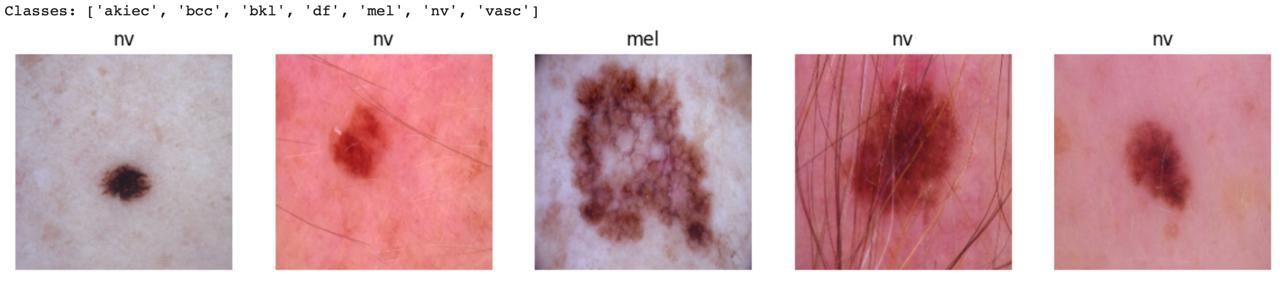 Classes: ['akiec', 'bcc', 'bkl', 'df', 'mel', 'nv', 'vasc']
nv nv mel nv nv